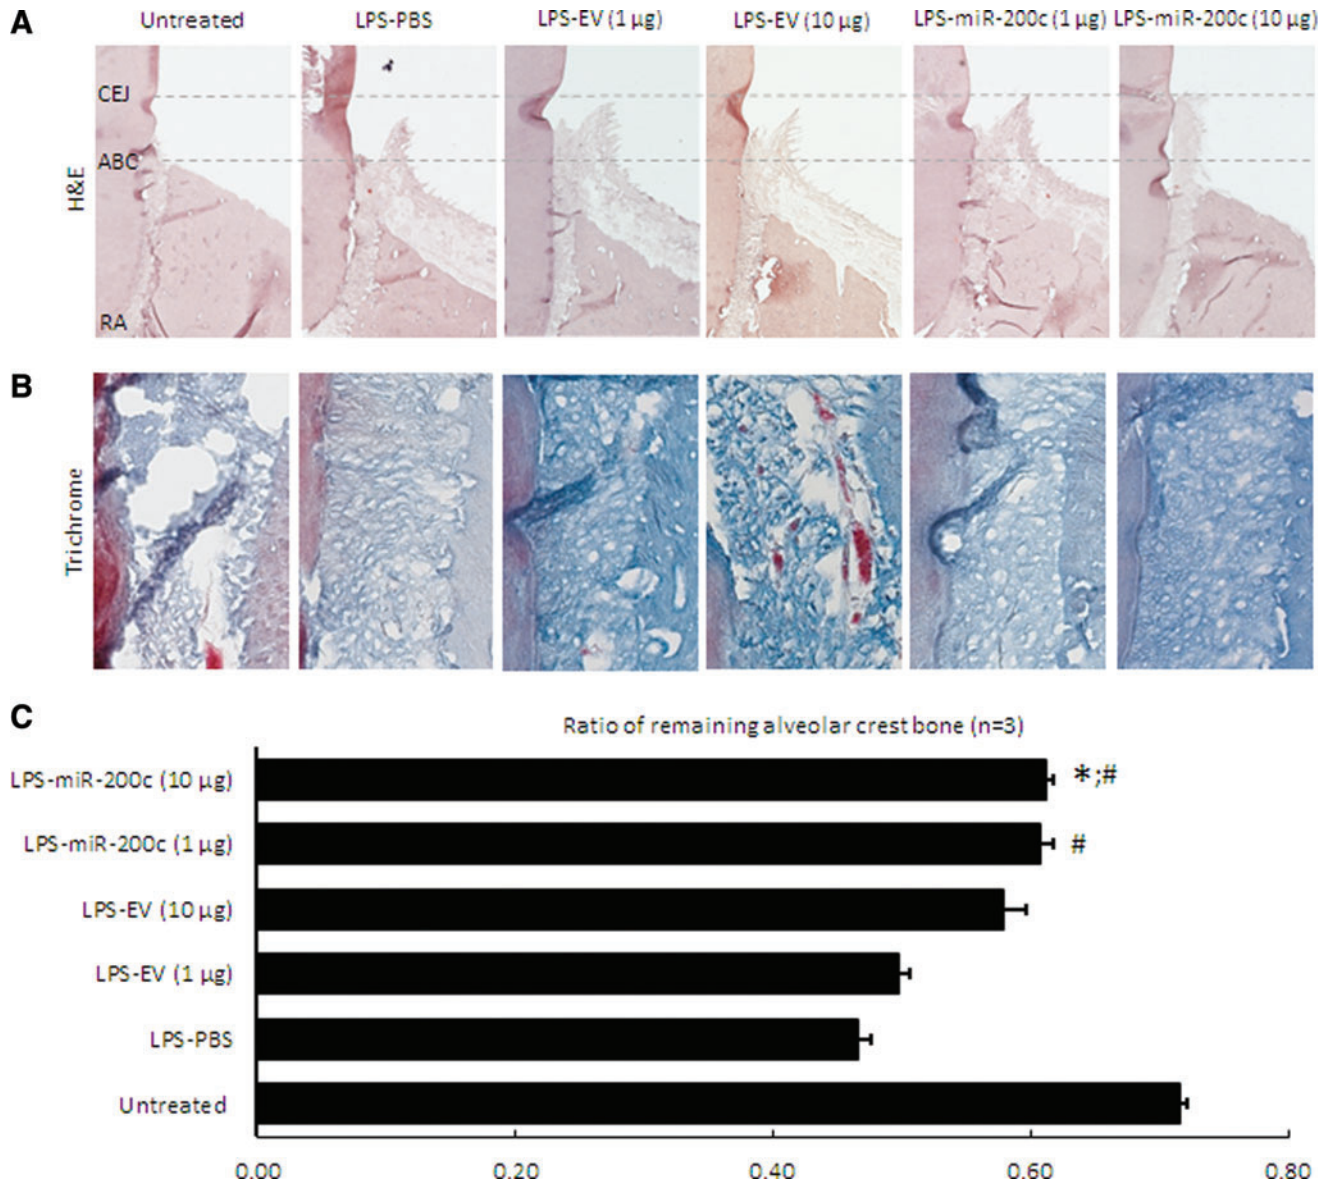 A
Untreated
LPS-PBS
LPS-EV (1 µg)
LPS-EV (10 µg)
LPS-miR-200c (1 µg)
LPS-miR-200c (10 µg)
CEJ
ABC
RA
H&E
B
Trichrome
C
Ratio of remaining alveolar crest bone (n=3)
LPS-miR-200c (10 µg)
*;#
LPS-miR-200c (1 µg)
#
LPS-EV (10 µg)
LPS-EV (1 µg)
LPS-PBS
Untreated
0.00 0.20 0.40 0.60 0.80